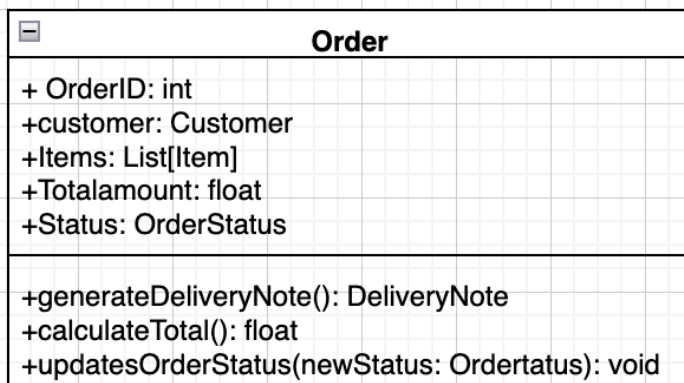 Order
+ OrderID: int
+customer: Customer
+Items: List[Item]
+Totalamount: float
+Status: OrderStatus
+generateDeliveryNote(): DeliveryNote
+calculateTotal(): float
+updatesOrderStatus(newStatus: Ordertatus): void